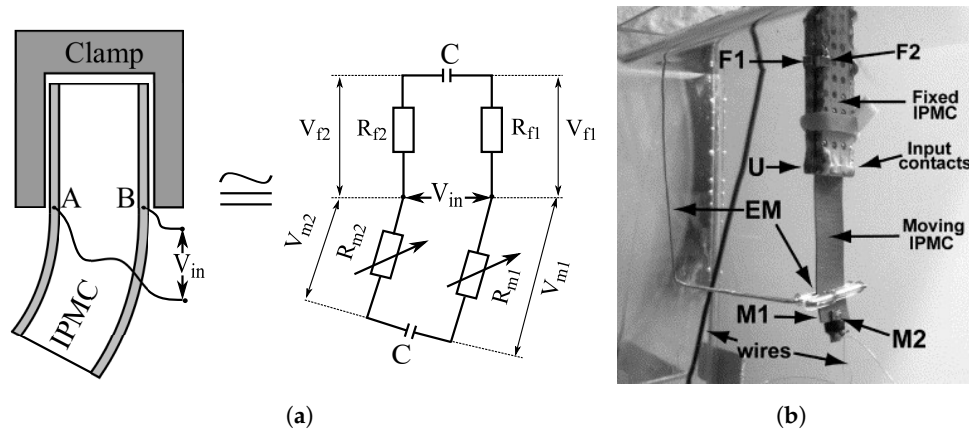 Clamp
A
B
V_in
IPMC
C
V_f2
R_f2
R_f1
V_f1
V_in
V_m2
R_m2
R_m1
V_m1
C
(a)
F1
F2
Fixed
IPMC
Input
contacts
U
EM
Moving
IPMC
M1
M2
wires
(b)